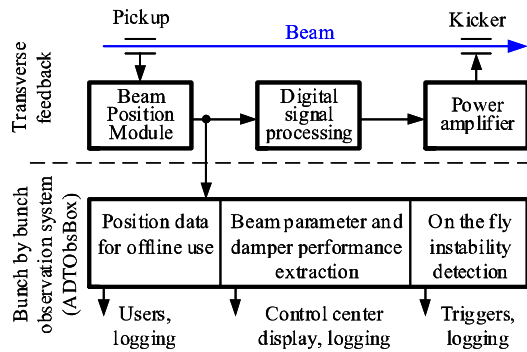 Pickup
Beam
Kicker
Transverse
feedback
Beam
Position
Module
Digital
signal
processing
Power
amplifier
Bunch by bunch
observation system
(ADTObsBox)
Position data
for offline use
Beam parameter and
damper performance
extraction
On the fly
instability
detection
Users,
logging
Control center
display, logging
Triggers,
logging